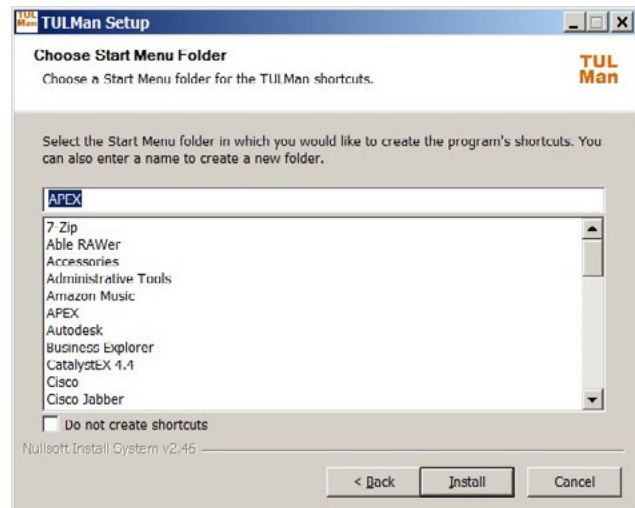 TUL
Man
TULMan Setup
Choose Start Menu Folder
Choose a Start Menu folder for the TULMan shortcuts.
TUL
Man
Select the Start Menu folder in which you would like to create the program's shortcuts. You
can also enter a name to create a new folder.
APEX
7-Zip
Able RAWer
Accessories
Administrative Tools
Amazon Music
APEX
Autodesk
Business Explorer
CatalystEX 4.4
Cisco
Cisco Jabber
Do not create shortcuts
Nullsoft Install System v2.46
< Back
Install
Cancel